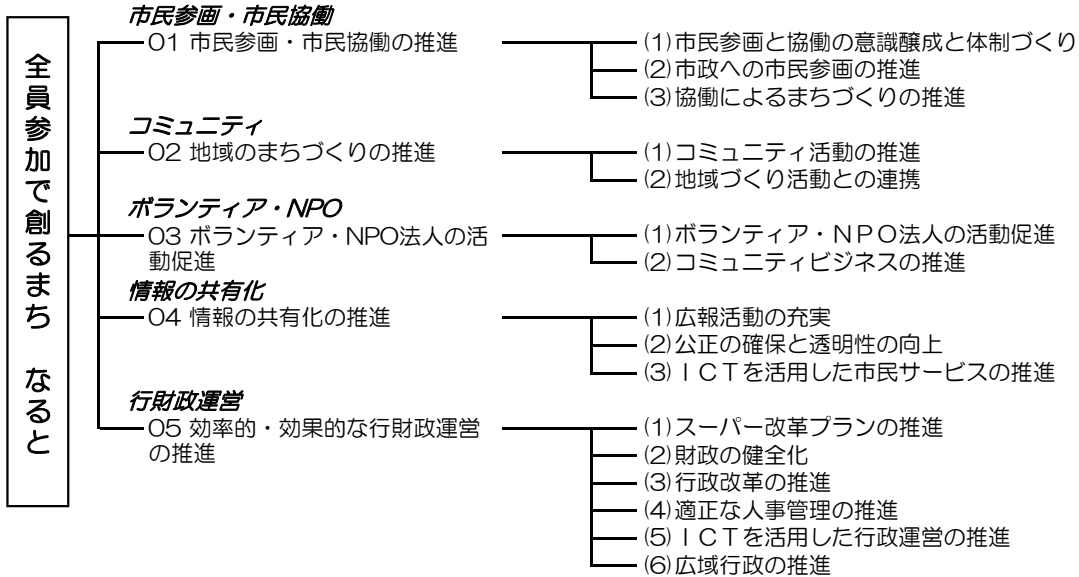 全員参加で創るまち　なると
市民参画・市民協働
01 市民参画・市民協働の推進
(1)市民参画と協働の意識醸成と体制づくり
(2)市政への市民参画の推進
(3)協働によるまちづくりの推進
コミュニティ
02 地域のまちづくりの推進
(1)コミュニティ活動の推進
(2)地域づくり活動との連携
ボランティア・NPO
03 ボランティア・NPO法人の活
動促進
(1)ボランティア・ＮＰＯ法人の活動促進
(2)コミュニティビジネスの推進
情報の共有化
04 情報の共有化の推進
(1)広報活動の充実
(2)公正の確保と透明性の向上
(3)ＩＣＴを活用した市民サービスの推進
行財政運営
05 効率的・効果的な行財政運営
の推進
(1)スーパー改革プランの推進
(2)財政の健全化
(3)行政改革の推進
(4)適正な人事管理の推進
(5)ＩＣＴを活用した行政運営の推進
(6)広域行政の推進